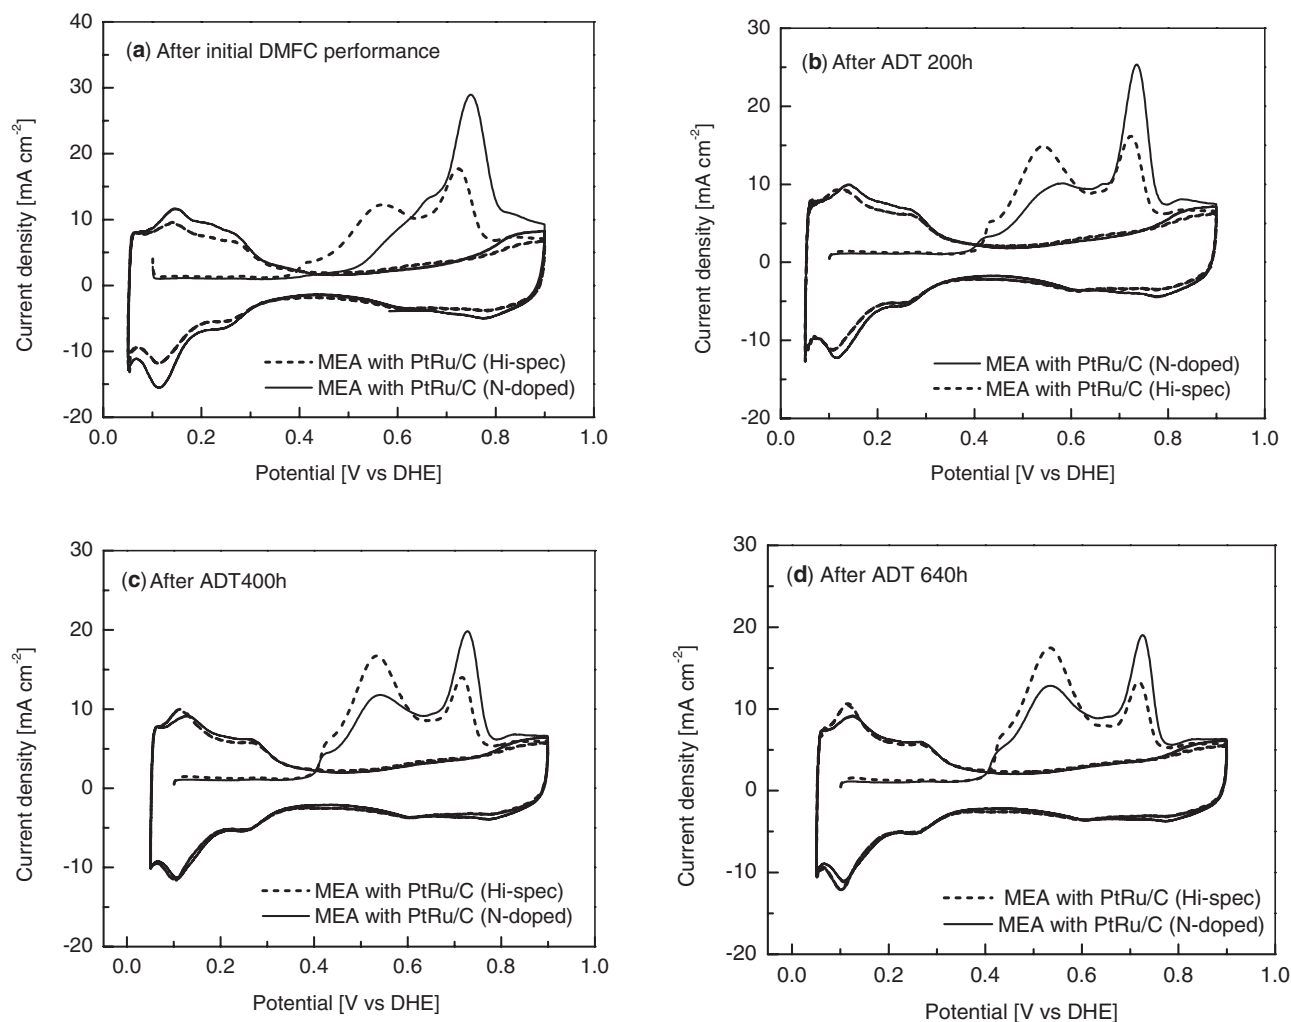 (a) After initial DMFC performance
40
30
20
10
0
-10
-20
Current density [mA cm-2]
MEA with PtRu/C (Hi-spec)
MEA with PtRu/C (N-doped)
0.0 0.2 0.4 0.6 0.8 1.0
Potential [V vs DHE]
(b) After ADT 200h
30
20
10
0
-10
-20
Current density [mA cm-2]
MEA with PtRu/C (N-doped)
MEA with PtRu/C (Hi-spec)
0.0 0.2 0.4 0.6 0.8 1.0
Potential [V vs DHE]
(c) After ADT400h
30
20
10
0
-10
-20
Current density [mA cm-2]
MEA with PtRu/C (Hi-spec)
MEA with PtRu/C (N-doped)
0.0 0.2 0.4 0.6 0.8 1.0
Potential [V vs DHE]
(d) After ADT 640h
30
20
10
0
-10
-20
Current density [mA cm-2]
MEA with PtRu/C (Hi-spec)
MEA with PtRu/C (N-doped)
0.0 0.2 0.4 0.6 0.8 1.0
Potential [V vs DHE]